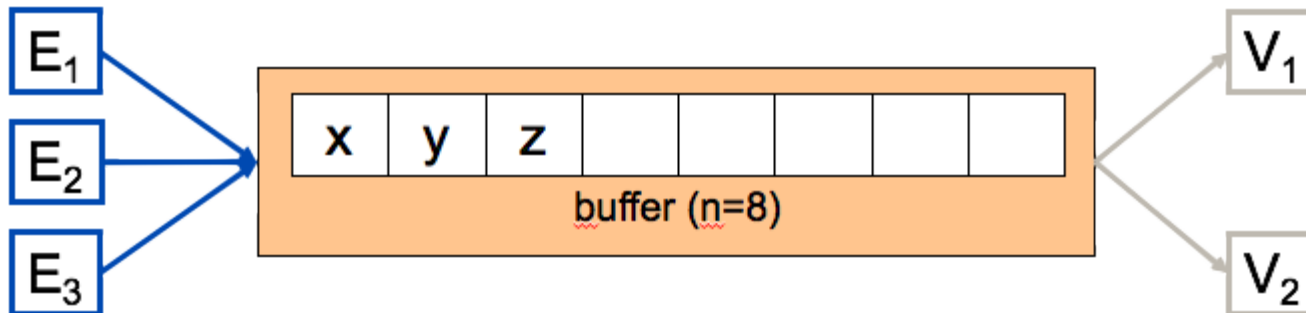 E₁
V₁
x y z
E₂
buffer (n=8)
E₃
V₂